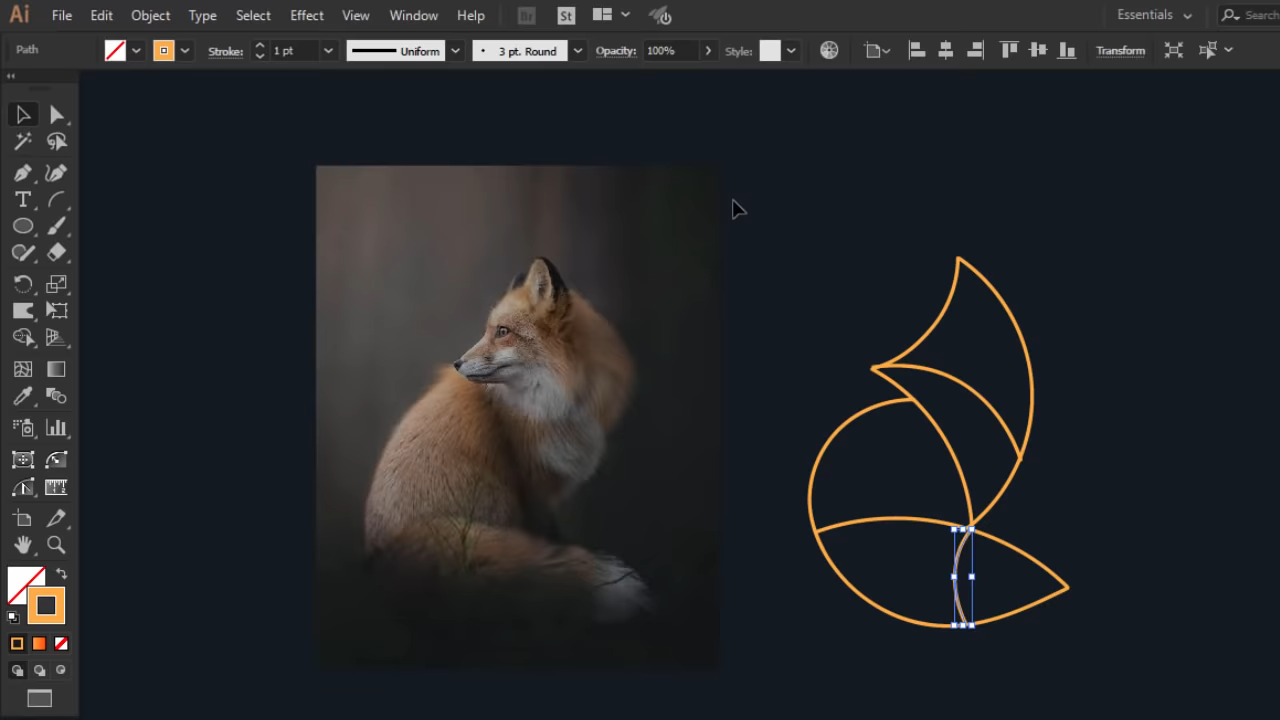 Ai File Edit Object Type Select Effect View Window Help Br St Essentials Search
Path Stroke: 1 pt Uniform 3 pt. Round Opacity: 100% Style: Transform